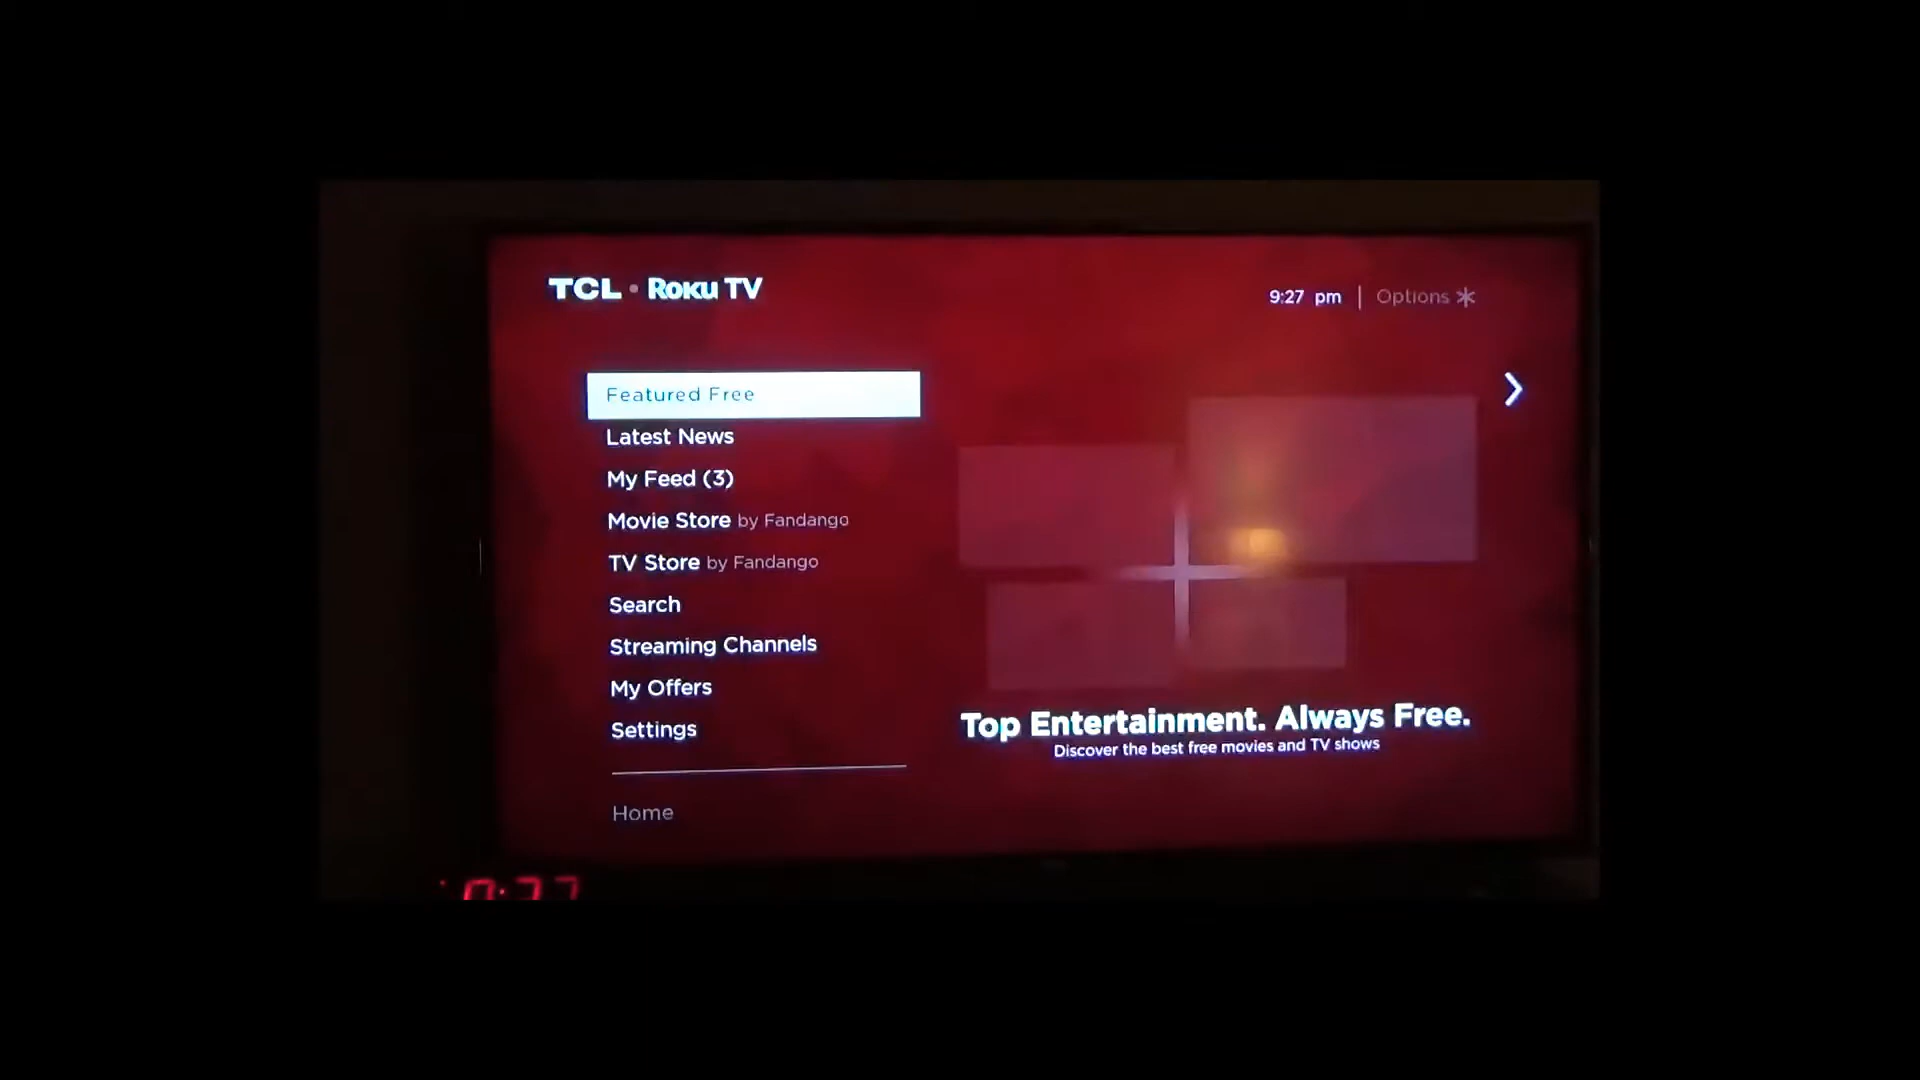 TCL • Roku TV
9:27 pm | Options *
Featured Free
Latest News
My Feed (3)
Movie Store by Fandango
TV Store by Fandango
Search
Streaming Channels
My Offers
Settings
Top Entertainment. Always Free.
Discover the best free movies and TV shows
Home